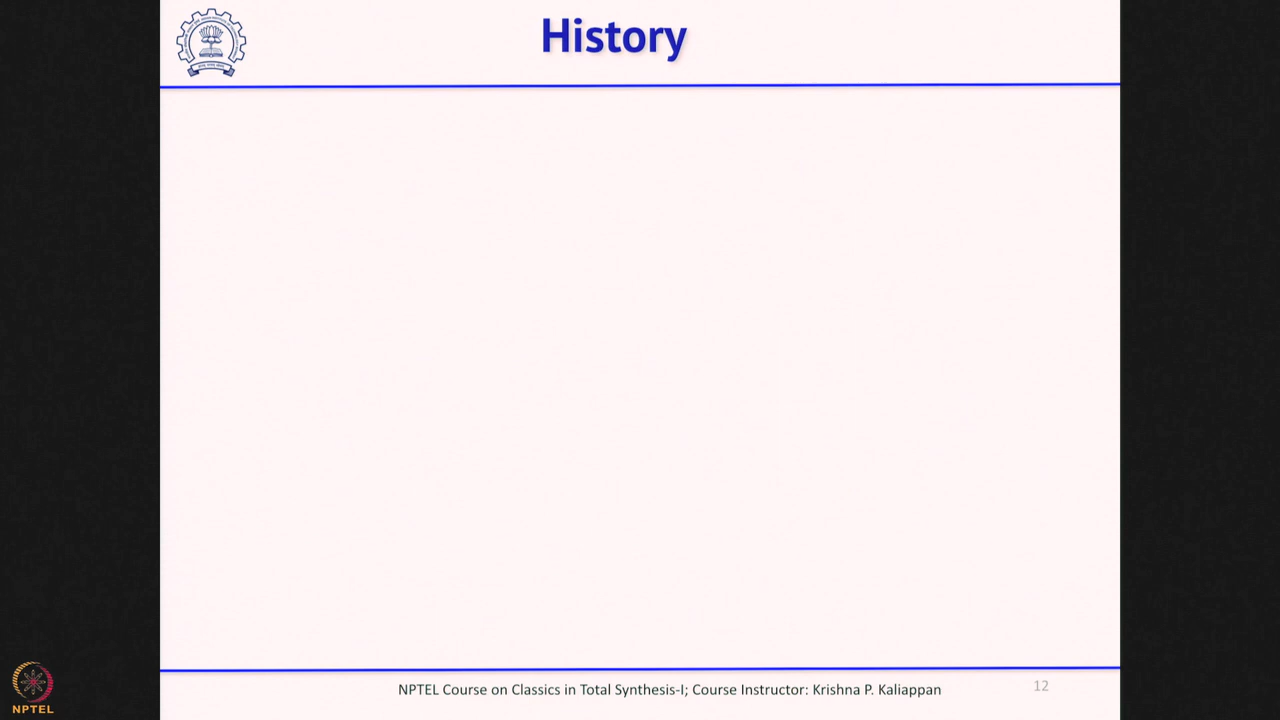 History
NPTEL Course on Classics in Total Synthesis-I; Course Instructor: Krishna P. Kaliappan
12
NPTEL